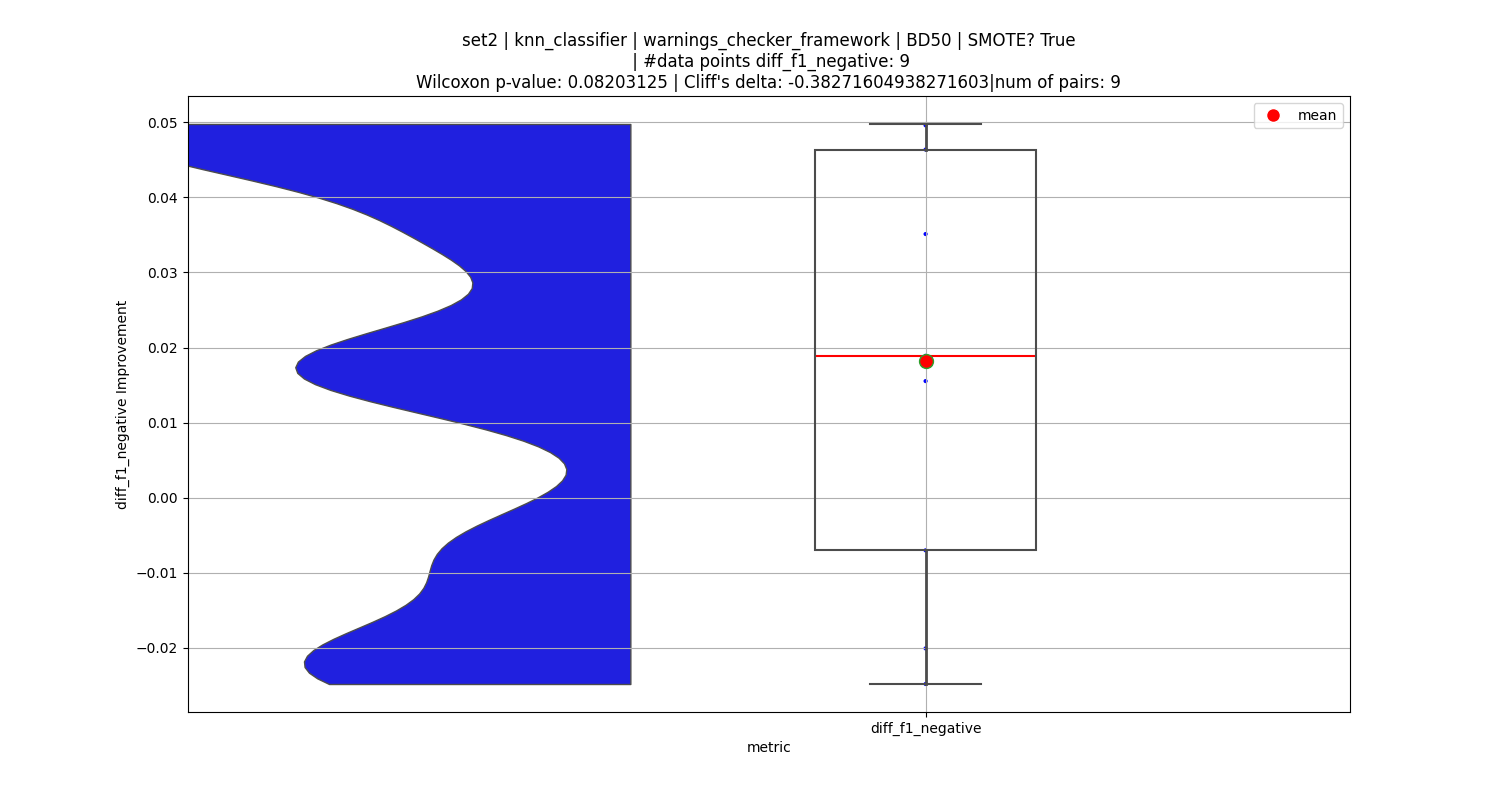 set2 | knn_classifier | warnings_checker_framework | BD50 | SMOTE? True
| #data points diff_f1_negative: 9
Wilcoxon p-value: 0.08203125 | Cliff's delta: -0.38271604938271603|num of pairs: 9
mean
0.05
0.04
0.03
0.02
0.01
0.00
−0.01
−0.02
diff_f1_negative Improvement
diff_f1_negative
metric